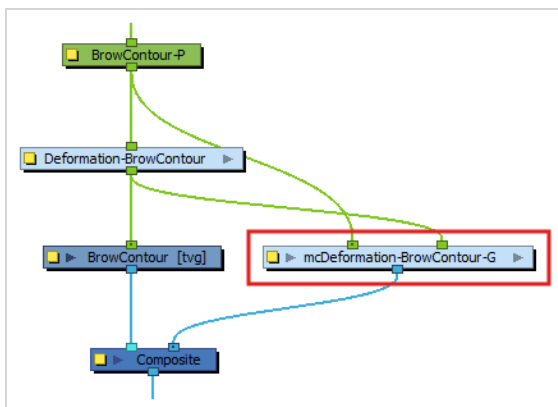 BrowContour-P
Deformation-BrowContour
BrowContour [tvg]
mcDeformation-BrowContour-G
Composite